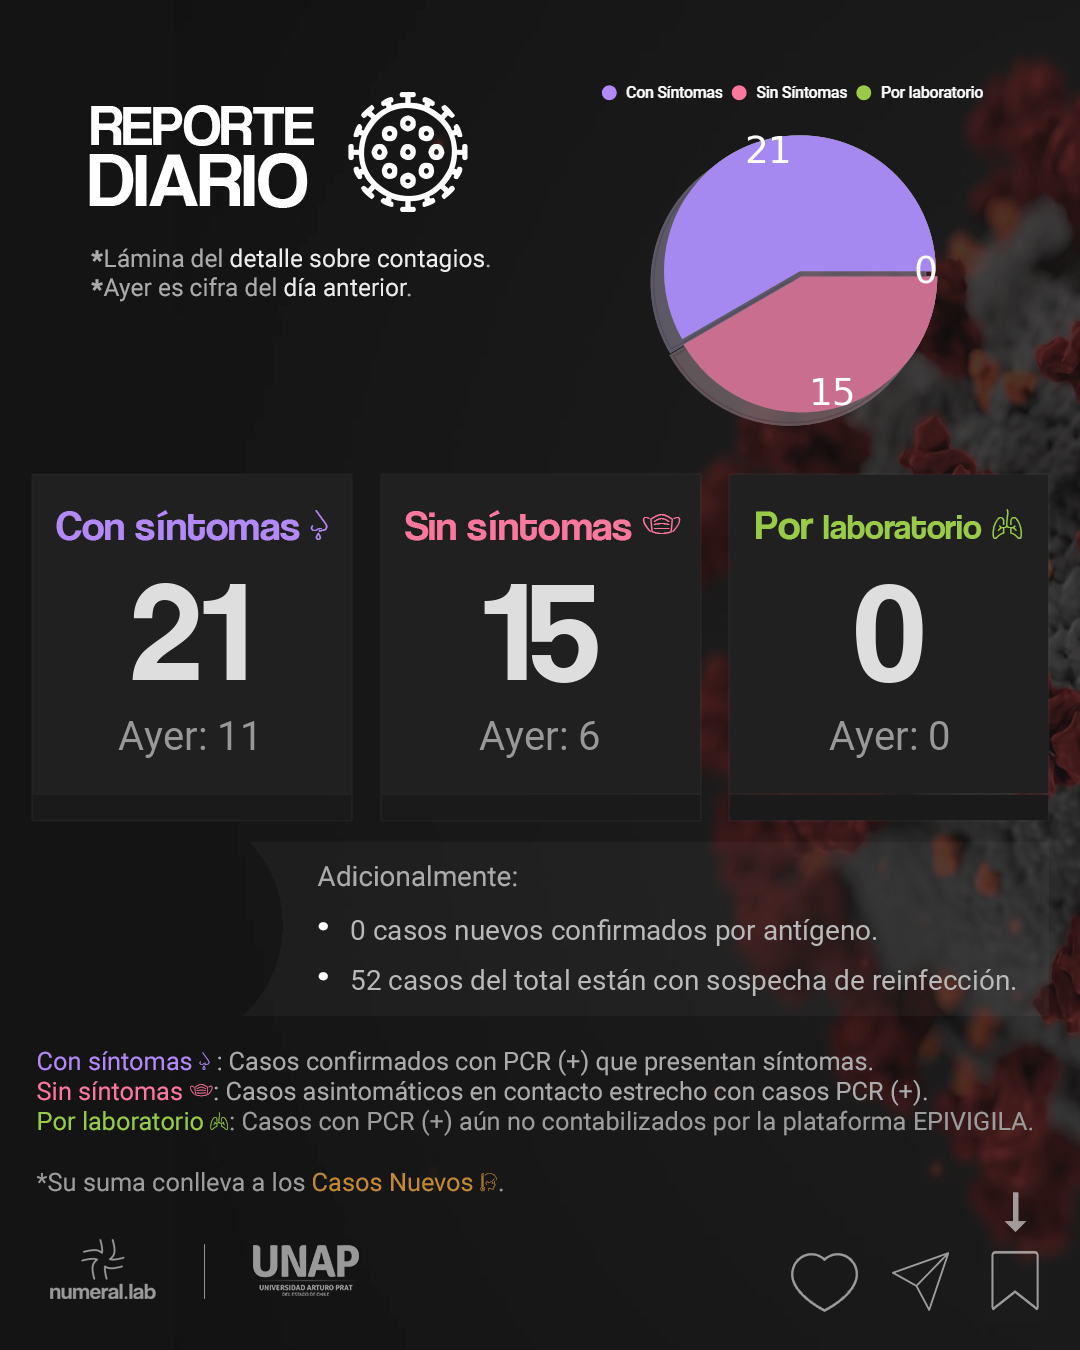 REPORTE
DIARIO
*Lámina del detalle sobre contagios.
*Ayer es cifra del día anterior.
Con Síntomas Sin Síntomas Por laboratorio
21
0
15
Con síntomas
21
Ayer: 11
Sin síntomas
15
Ayer: 6
Por laboratorio
0
Ayer: 0
Adicionalmente:
• 0 casos nuevos confirmados por antígeno.
• 52 casos del total están con sospecha de reinfección.
Con síntomas : Casos confirmados con PCR (+) que presentan síntomas.
Sin síntomas : Casos asintomáticos en contacto estrecho con casos PCR (+).
Por laboratorio : Casos con PCR (+) aún no contabilizados por la plataforma EPIVIGILA.
*Su suma conlleva a los Casos Nuevos .
numeral.lab
UNAP
UNIVERSIDAD ARTURO PRAT
DEL ESTADO DE CHILE